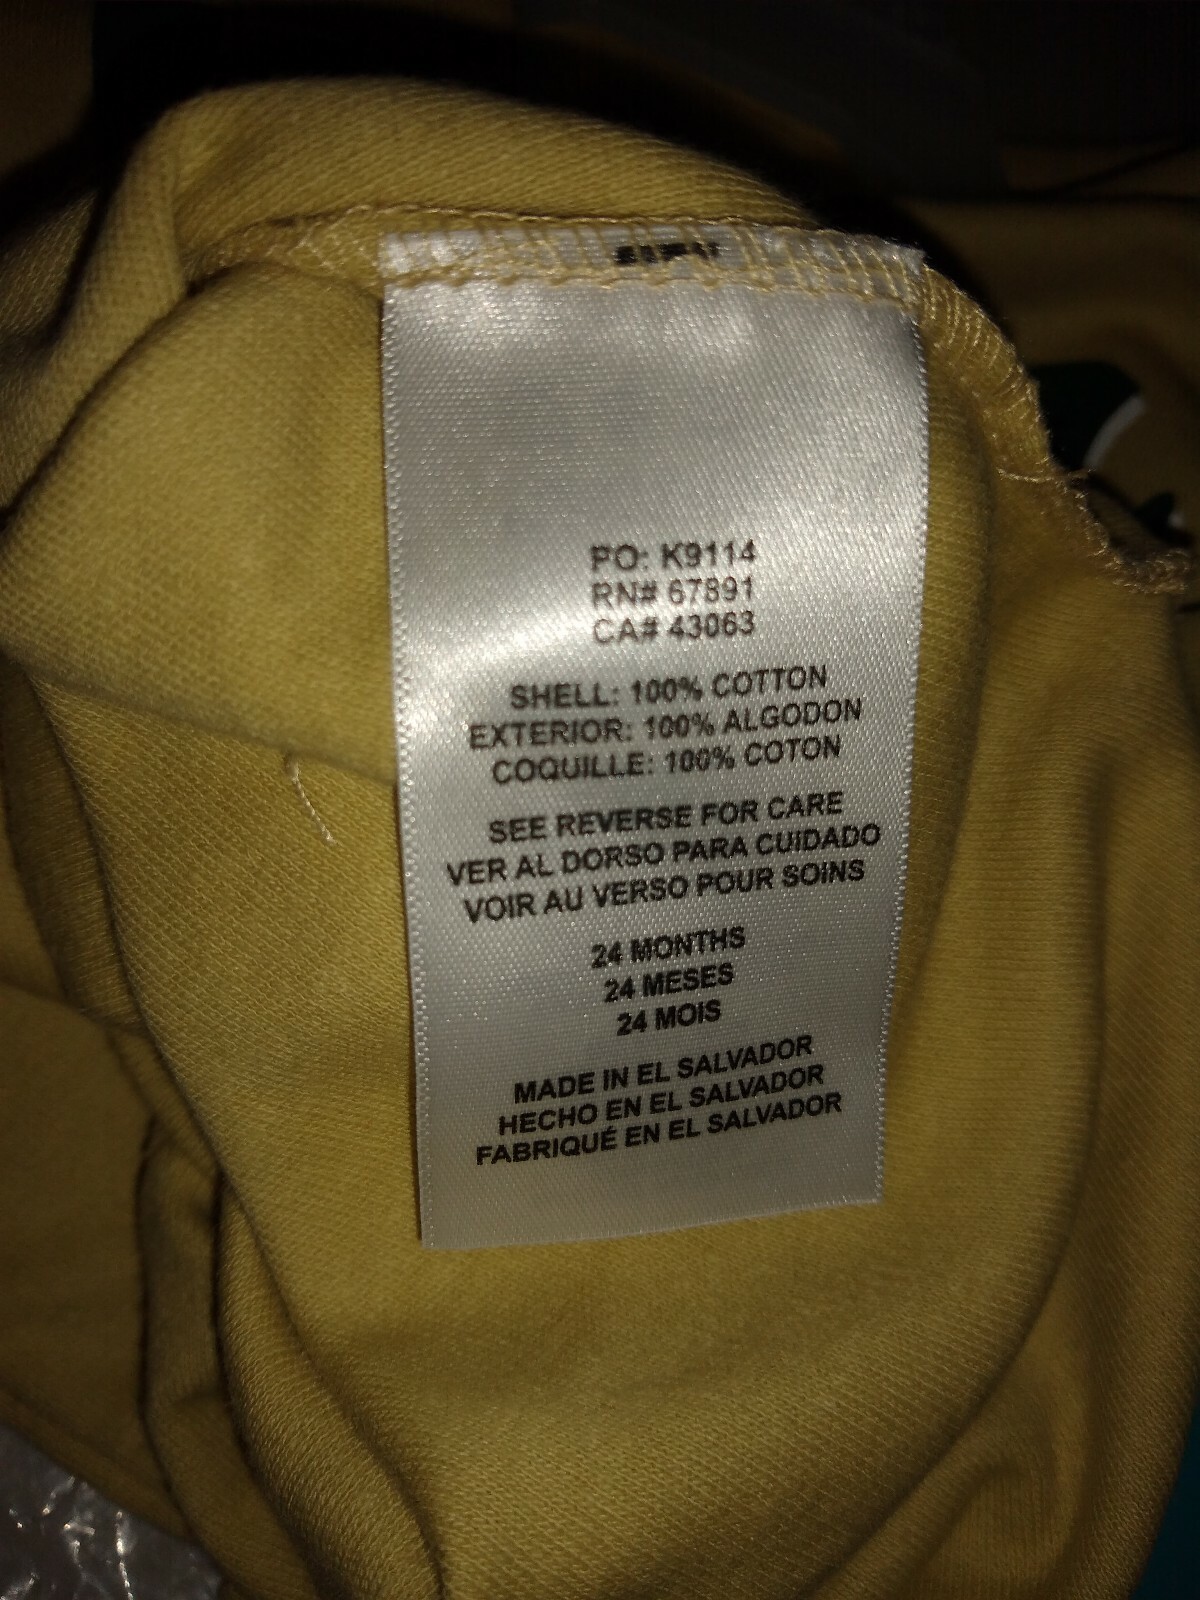 PO: K9114
RN# 67891
CA# 43063
SHELL: 100% COTTON
EXTERIOR: 100% ALGODON
COQUILLE: 100% COTON
SEE REVERSE FOR CARE
VER AL DORSO PARA CUIDADO
VOIR AU VERSO POUR SOINS
24 MONTHS
24 MESES
24 MOIS
MADE IN EL SALVADOR
HECHO EN EL SALVADOR
FABRIQUÉ EN EL SALVADOR